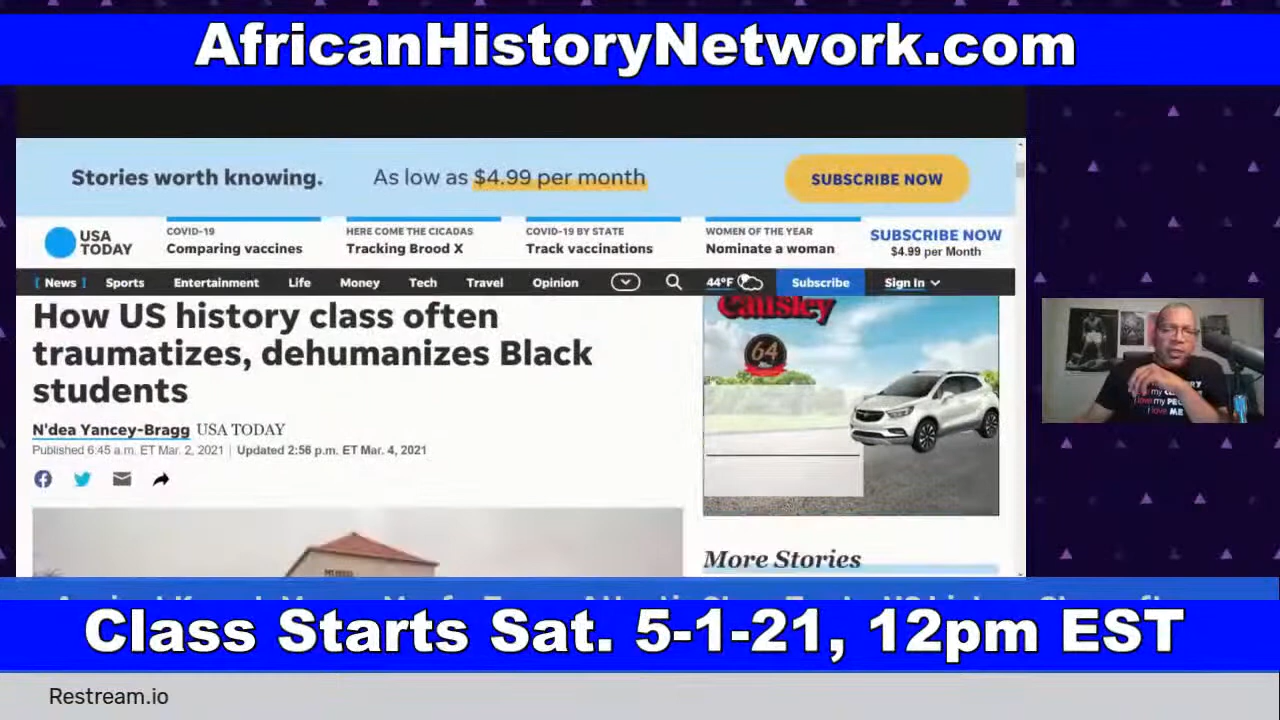 AfricanHistoryNetwork.com
Stories worth knowing.
As low as $4.99 per month
SUBSCRIBE NOW
USA
TODAY
COVID-19
Comparing vaccines
HERE COME THE CICADAS
Tracking Brood X
COVID-19 BY STATE
Track vaccinations
WOMEN OF THE YEAR
Nominate a woman
SUBSCRIBE NOW
$4.99 per Month
[ News ]
Sports
Entertainment
Life
Money
Tech
Travel
Opinion
44°F
Subscribe
Sign In
How US history class often
traumatizes, dehumanizes Black
students
N'dea Yancey-Bragg USA TODAY
Published 6:45 a.m. ET Mar. 2, 2021 | Updated 2:56 p.m. ET Mar. 4, 2021
Causley
64
More Stories
Class Starts Sat. 5-1-21, 12pm EST
Restream.io